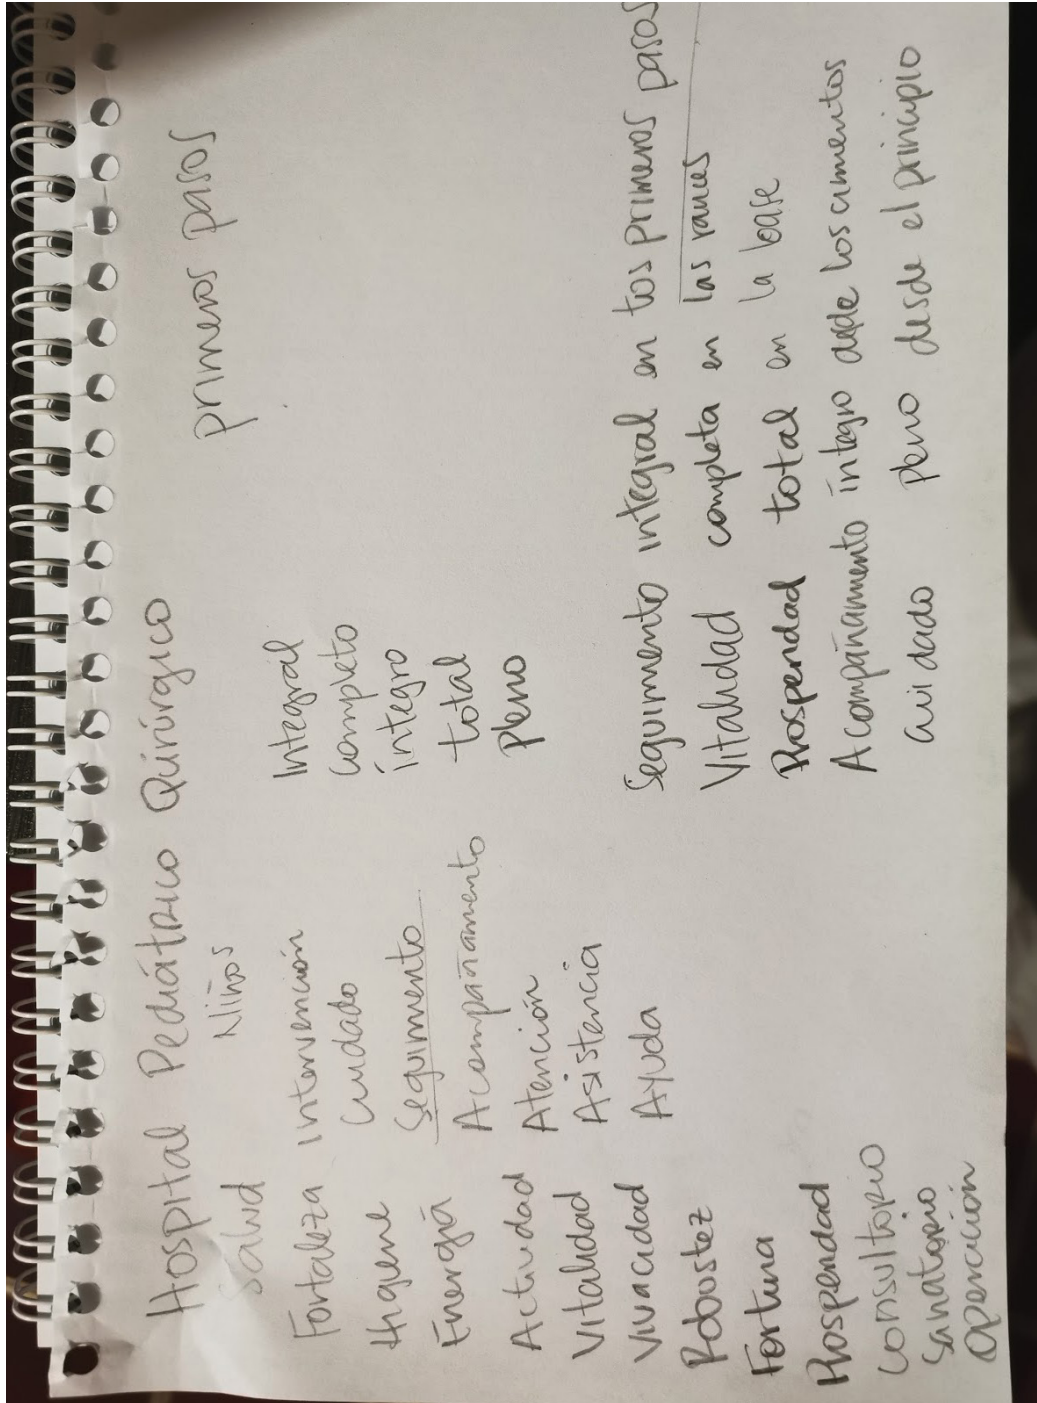 Hospital Pediátrico Quirúrgico
Salud Niños primeros pasos
Fortaleza intervención Integral
Higiene Cuidado Completo
Energía Seguimiento íntegro
Acompañamiento total
Actividad Atención Pleno
Vitalidad Asistencia
Vivacidad Ayuda
Robustez
Fortuna
Prosperidad
Consultorio
Sanatorio
Operación
Seguimiento integral en los primeros pasos
Vitalidad completa en las raíces
Prosperidad total en la base
Acompañamiento íntegro desde los cimientos
Cuidado pleno desde el principio